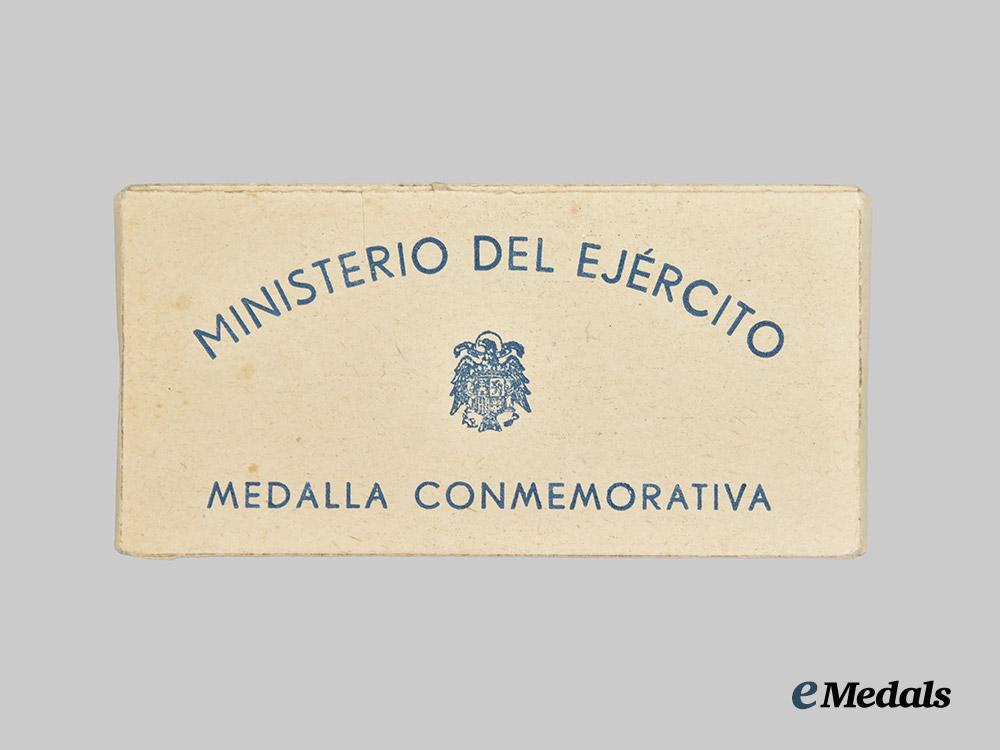 MINISTERIO DEL EJÉRCITO
MEDALLA CONMEMORATIVA
eMedals